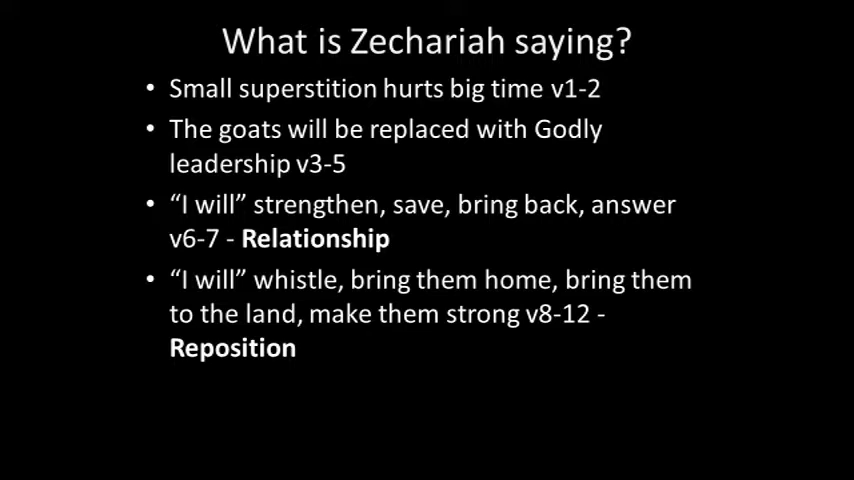 What is Zechariah saying?
• Small superstition hurts big time v1-2
• The goats will be replaced with Godly
leadership v3-5
• “I will” strengthen, save, bring back, answer
v6-7 - Relationship
• “I will” whistle, bring them home, bring them
to the land, make them strong v8-12 -
Reposition